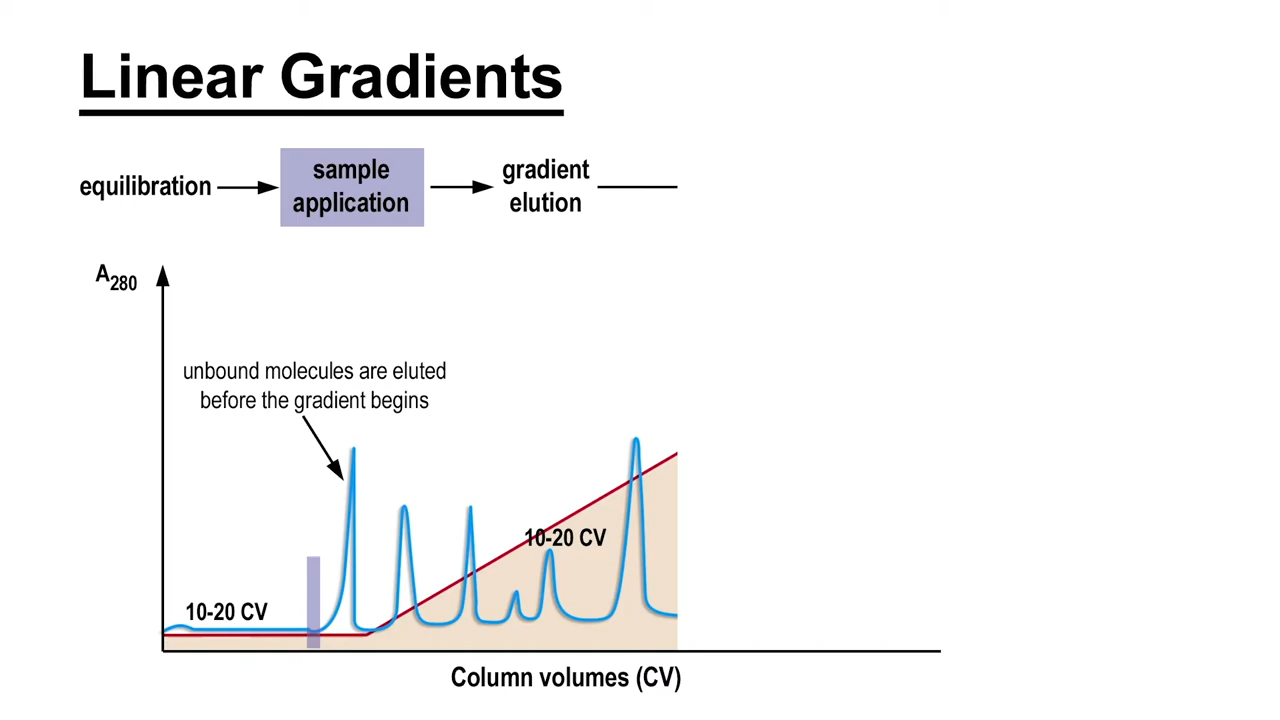 Linear Gradients
equilibration
sample
application
gradient
elution
A280
unbound molecules are eluted
before the gradient begins
10-20 CV
10-20 CV
Column volumes (CV)